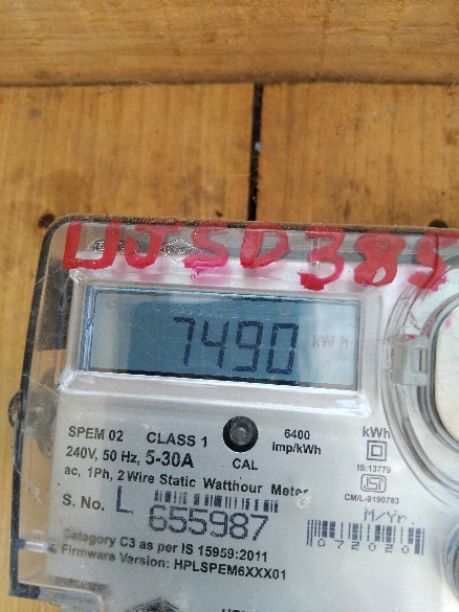 UJSD385
7490 kWh
SPEM 02 CLASS 1
240V, 50 Hz, 5-30A
CAL
6400
Imp/kWh
kWh
IS:13779
CM/L-9190783
ac, 1Ph, 2 Wire Static Watthour Meter
S. No. L 655987
M/Yr.
072020
Category C3 as per IS 15959:2011
Firmware Version: HPLSPEM6XXX01